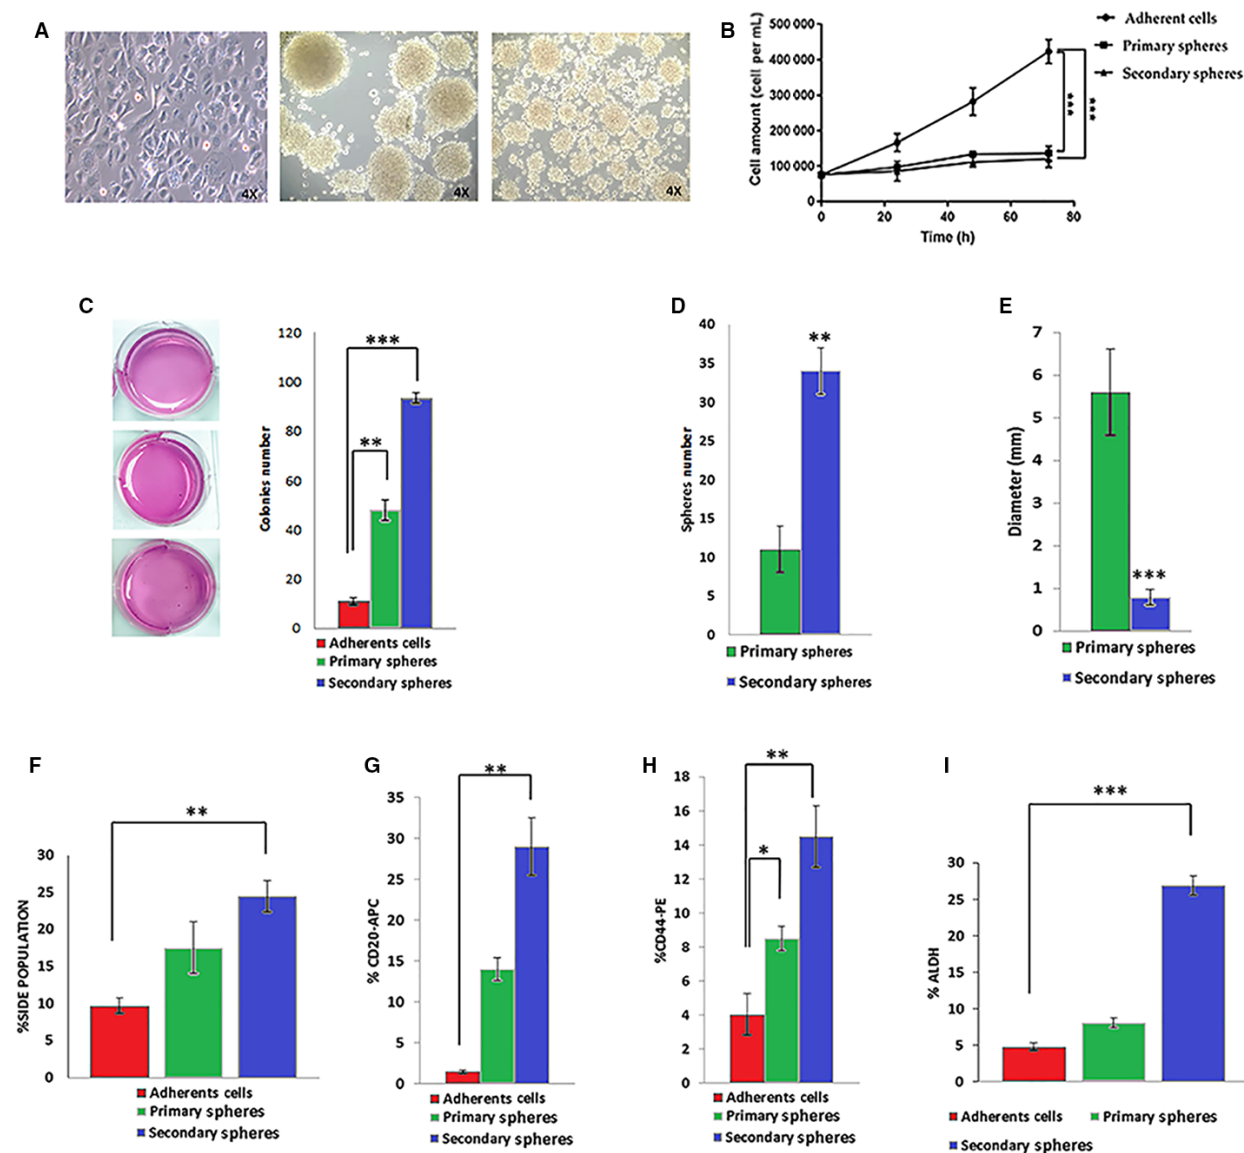 A
4X
4X
4X
B
Cell amount (cell per mL)
500 000
400 000
300 000
200 000
100 000
0
0 20 40 60 80
Time (h)
Adherent cells
Primary spheres
Secondary spheres
***
***
C
Colonies number
120
100
80
60
40
20
0
***
**
Adherents cells
Primary spheres
Secondary spheres
D
Spheres number
40
35
30
25
20
15
10
5
0
**
Primary spheres
Secondary spheres
E
Diameter (mm)
7
6
5
4
3
2
1
0
***
Primary spheres
Secondary spheres
F
%SIDE POPULATION
30
25
20
15
10
5
0
**
Adherents cells
Primary spheres
Secondary spheres
G
% CD20-APC
35
30
25
20
15
10
5
0
**
Adherents cells
Primary spheres
Secondary spheres
H
%CD44-PE
18
16
14
12
10
8
6
4
2
0
**
*
Adherents cells
Primary spheres
Secondary spheres
I
% ALDH
30
25
20
15
10
5
0
***
Adherents cells Primary spheres
Secondary spheres